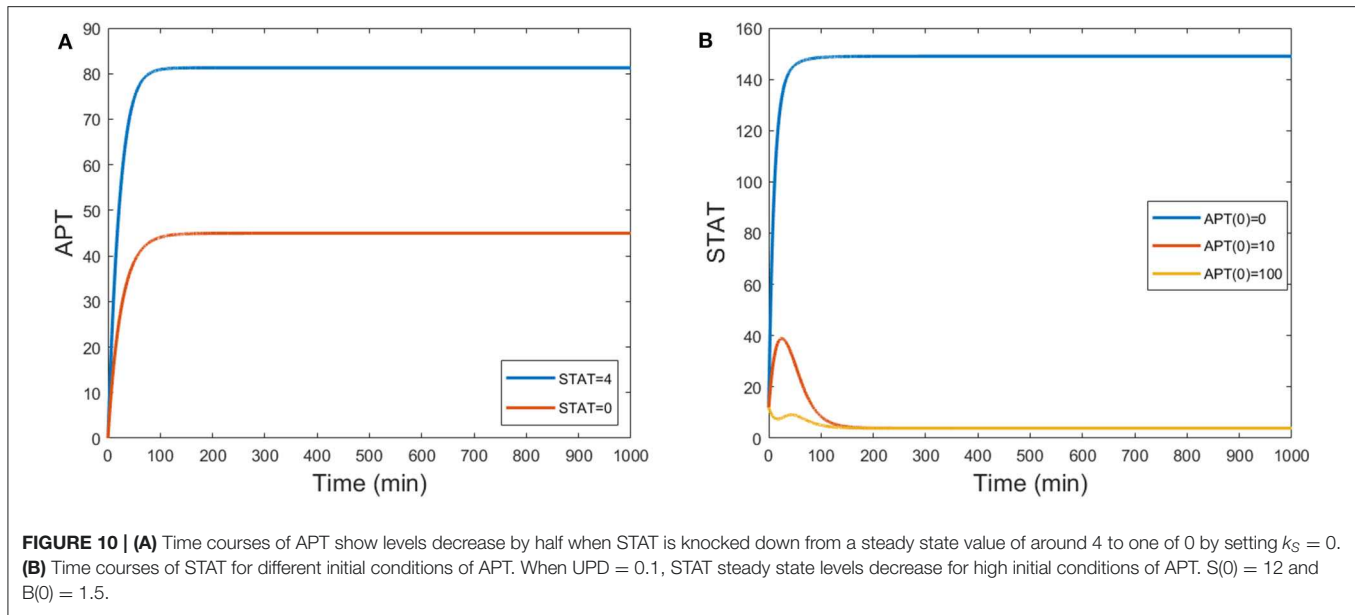 A
90
80
70
60
50
40
30
20
10
0
APT
STAT=4
STAT=0
0 100 200 300 400 500 600 700 800 900 1000
Time (min)
B
160
140
120
100
80
60
40
20
0
STAT
APT(0)=0
APT(0)=10
APT(0)=100
0 100 200 300 400 500 600 700 800 900 1000
Time (min)
FIGURE 10 | (A) Time courses of APT show levels decrease by half when STAT is knocked down from a steady state value of around 4 to one of 0 by setting k_S = 0.
(B) Time courses of STAT for different initial conditions of APT. When UPD = 0.1, STAT steady state levels decrease for high initial conditions of APT. S(0) = 12 and
B(0) = 1.5.